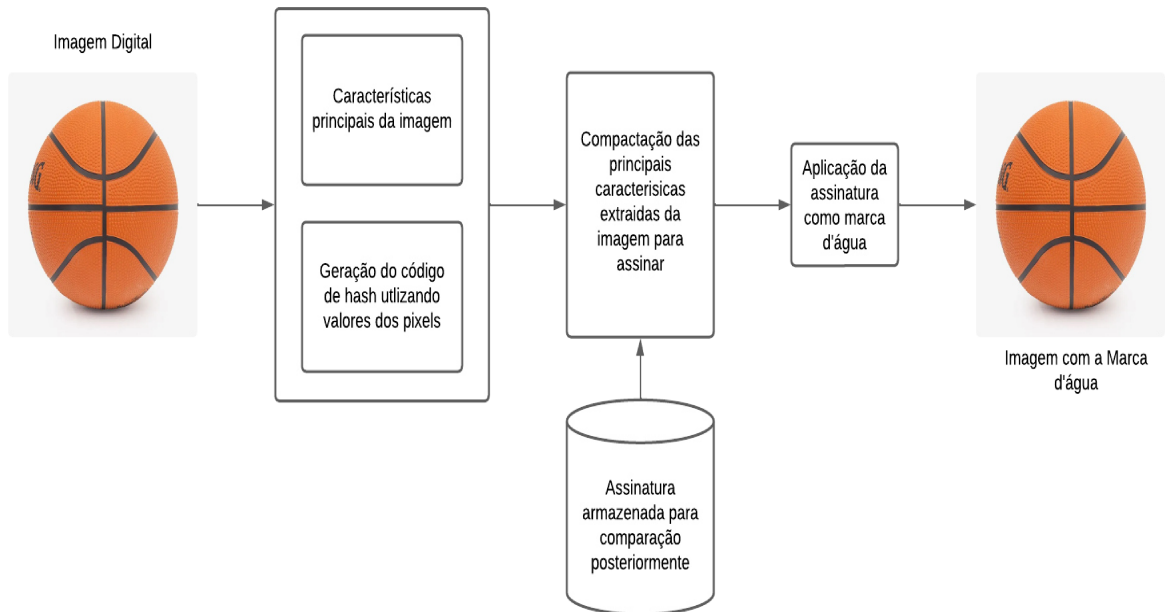 Imagem Digital
Características
principais da imagem
Geração do código
de hash utlizando
valores dos pixels
Compactação das
principais
caracterisicas
extraidas da
imagem para
assinar
Assinatura
armazenada para
comparação
posteriormente
Aplicação da
assinatura
como marca
d'água
Imagem com a Marca
d'água